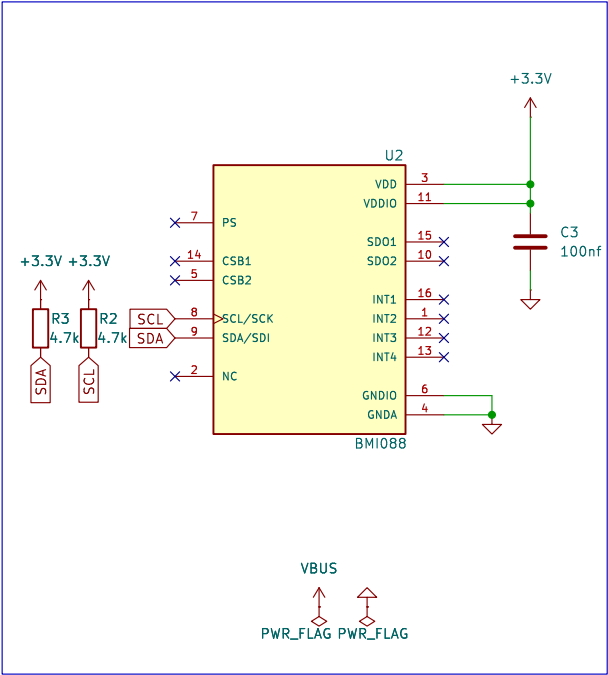 +3.3V
U2
VDD 3
VDDIO 11
7 PS
C3
100nf
SDO1 15
14 CSB1
SDO2 10
5 CSB2
+3.3V +3.3V
INT1 16
R3 R2
SCL 8 SCL/SCK
INT2 1
4.7k 4.7k
SDA 9 SDA/SDI
INT3 12
INT4 13
SDA SCL
2 NC
GNDIO 6
GNDA 4
BMI088
VBUS
PWR_FLAG PWR_FLAG